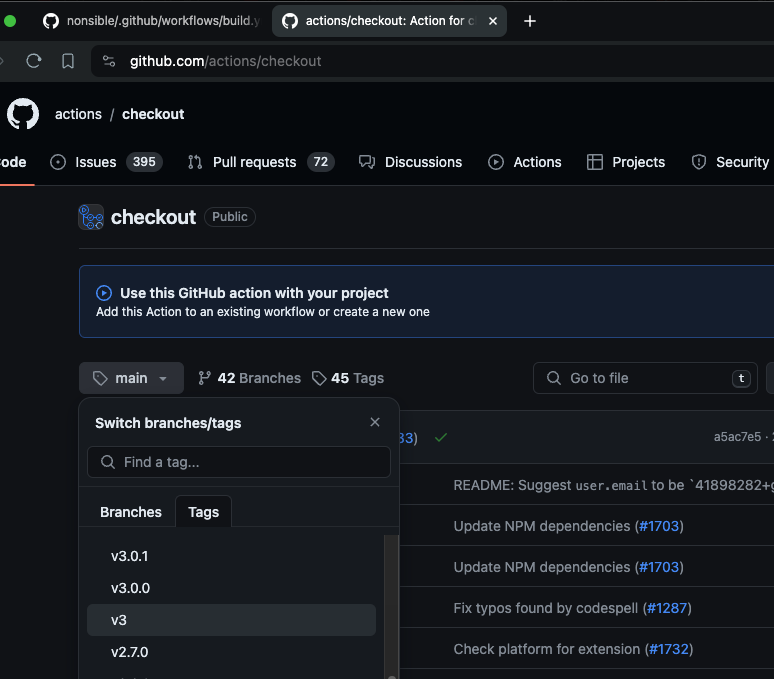 nonsible/.github/workflows/build.y
actions/checkout: Action for c
github.com/actions/checkout
actions / checkout
ode Issues 395 Pull requests 72 Discussions Actions Projects Security
checkout Public
Use this GitHub action with your project
Add this Action to an existing workflow or create a new one
main 42 Branches 45 Tags Go to file t
Switch branches/tags
33) a5ac7e5 ·
Find a tag...
README: Suggest user.email to be `41898282+g
Branches Tags
Update NPM dependencies (#1703)
v3.0.1
Update NPM dependencies (#1703)
v3.0.0
Fix typos found by codespell (#1287)
v3
Check platform for extension (#1732)
v2.7.0